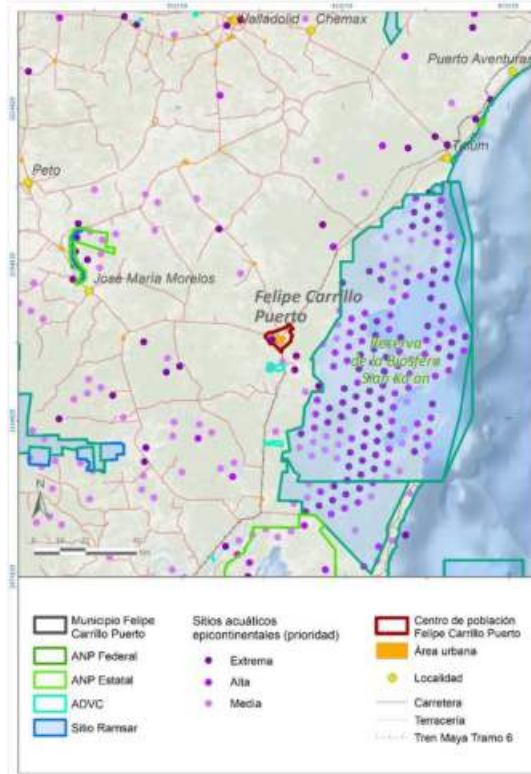 Valladolid
Chemax
Puerto Aventuras
Tulum
Peto
José María Morelos
Felipe Carrillo
Puerto
Reserva
de la Biosfera
Sian Ka'an
Municipio Felipe
Carrillo Puerto
ANP Federal
ANP Estatal
ADVC
Sitio Ramsar
Sitios acuáticos
epicontinentales (prioridad)
Extrema
Alta
Media
Centro de población
Felipe Carrillo Puerto
Área urbana
Localidad
Carretera
Terracería
Tren Maya Tramo 6